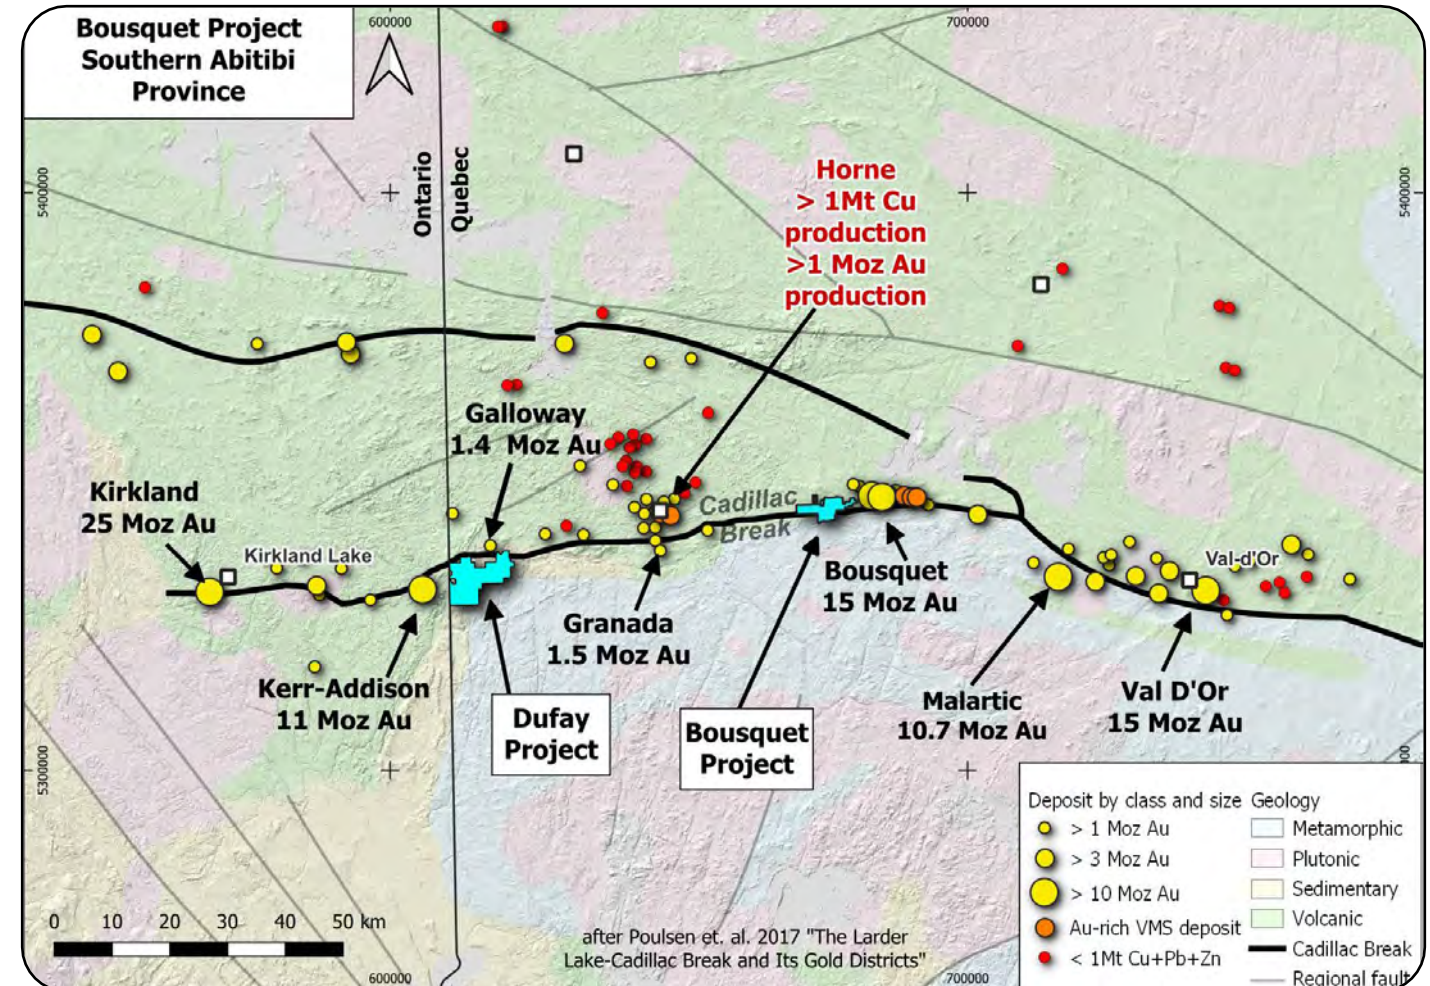 Bousquet Project
Southern Abitibi
Province
600000
700000
5400000
5400000
Ontario
Quebec
Horne
> 1Mt Cu
production
>1 Moz Au
production
Galloway
1.4 Moz Au
Kirkland
25 Moz Au
Kirkland Lake
Cadillac
Break
Bousquet
15 Moz Au
Val-d'Or
Granada
1.5 Moz Au
Kerr-Addison
11 Moz Au
Dufay
Project
Bousquet
Project
Malartic
10.7 Moz Au
Val D'Or
15 Moz Au
5300000
Deposit by class and size
> 1 Moz Au
> 3 Moz Au
> 10 Moz Au
Au-rich VMS deposit
< 1Mt Cu+Pb+Zn
Geology
Metamorphic
Plutonic
Sedimentary
Volcanic
Cadillac Break
Regional fault
0 10 20 30 40 50 km
after Poulsen et. al. 2017 "The Larder
Lake-Cadillac Break and Its Gold Districts"
600000
700000